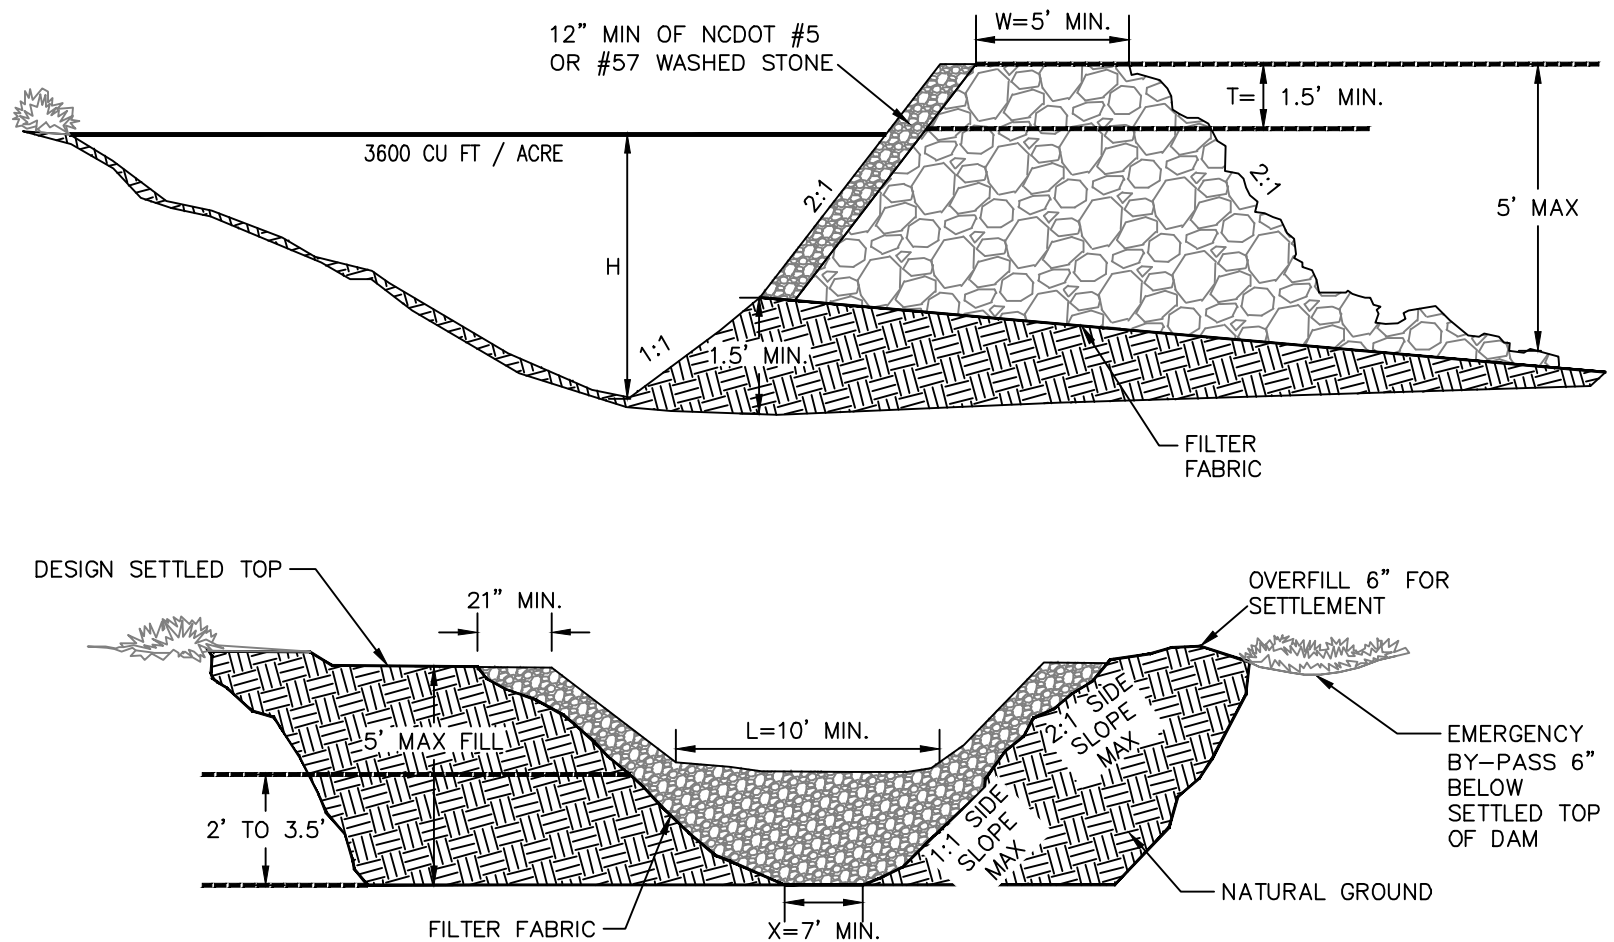 12” MIN OF NCDOT #5
OR #57 WASHED STONE
W=5’ MIN.
T= 1.5’ MIN.
3600 CU FT / ACRE
2:1
2:1
5’ MAX
H
1:1
1.5’ MIN.
FILTER
FABRIC
DESIGN SETTLED TOP
21” MIN.
OVERFILL 6” FOR
SETTLEMENT
L=10’ MIN.
5’ MAX FILL
2:1 SIDE
SLOPE
MAX
EMERGENCY
BY-PASS 6”
BELOW
SETTLED TOP
OF DAM
2’ TO 3.5’
1:1 SIDE
SLOPE
MAX
NATURAL GROUND
FILTER FABRIC
X=7’ MIN.